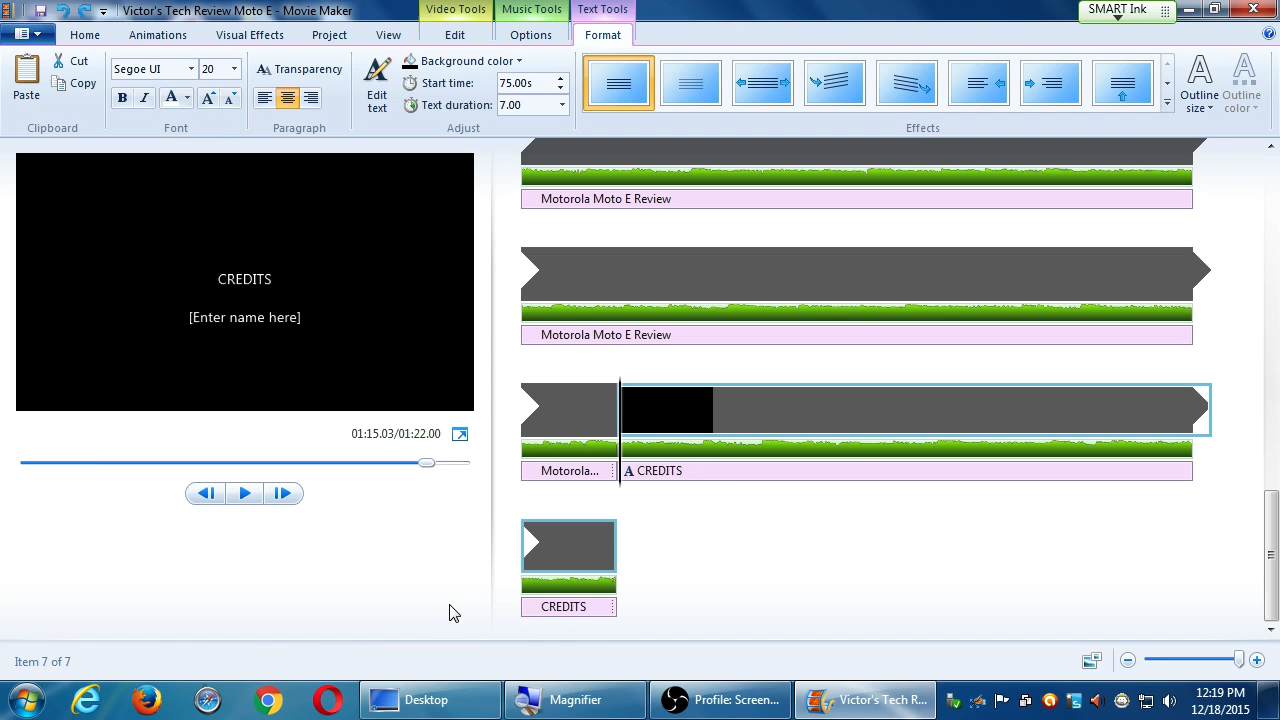 Victor's Tech Review Moto E - Movie Maker
Video Tools
Music Tools
Text Tools
SMART Ink
Home
Animations
Visual Effects
Project
View
Edit
Options
Format
Paste
Cut
Copy
Clipboard
Segoe UI
20
Transparency
B I A A A
Font
Paragraph
Edit text
Background color
Start time: 75.00s
Text duration: 7.00
Adjust
Effects
Outline size
Outline color
CREDITS
[Enter name here]
01:15.03/01:22.00
Motorola Moto E Review
Motorola Moto E Review
Motorola...
A CREDITS
CREDITS
Item 7 of 7
Desktop
Magnifier
Profile: Screen...
Victor's Tech R...
12:19 PM
12/18/2015